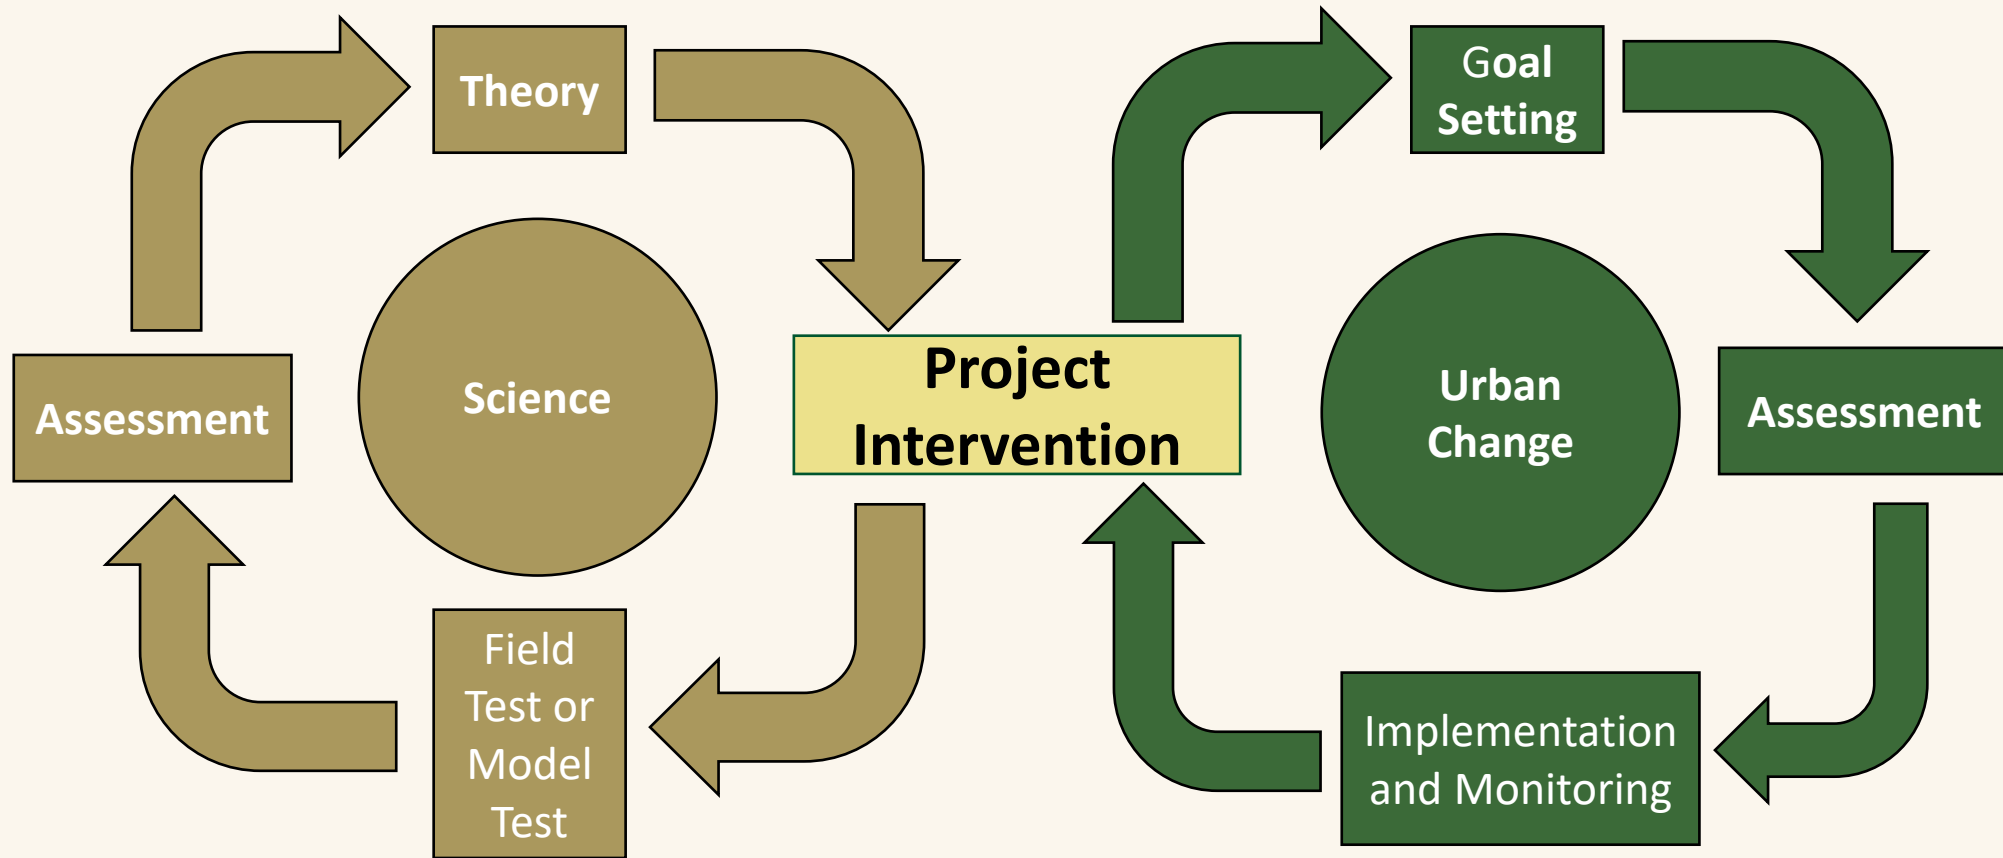 Theory
Goal
Setting
Project
Intervention
Science
Urban
Change
Assessment
Assessment
Field
Test or
Model
Test
Implementation
and Monitoring